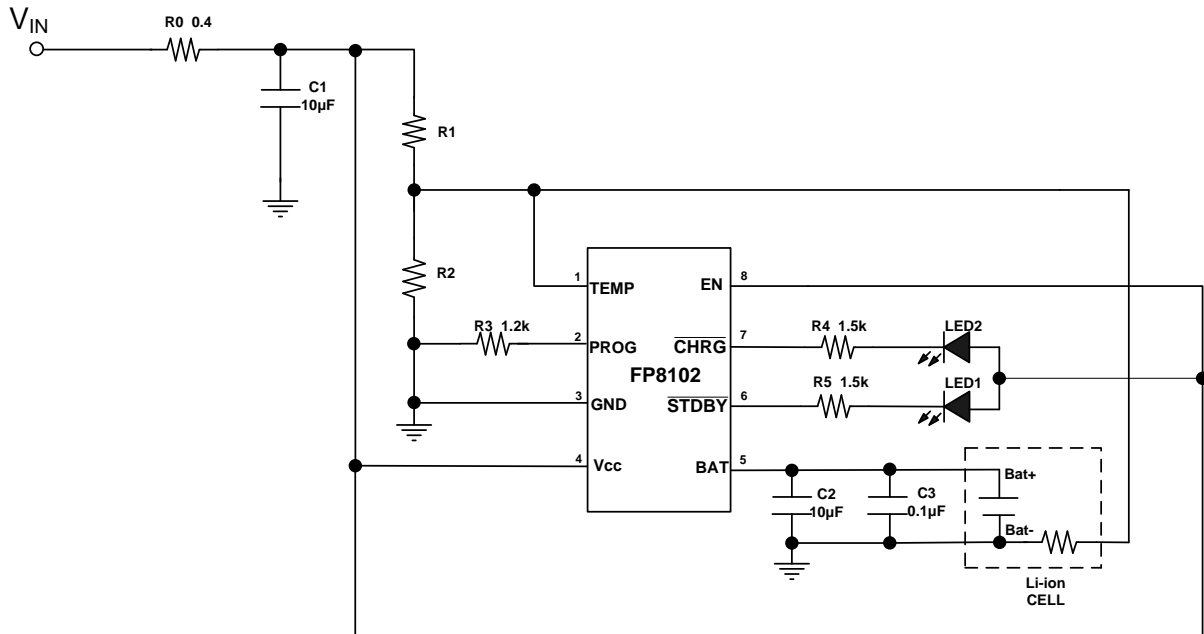 VIN
R0 0.4
C1
10µF
R1
R2
R3 1.2k
1
TEMP
2
PROG
FP8102
3
GND
4
Vcc
8
EN
7
CHRG
6
STDBY
5
BAT
R4 1.5k
LED2
R5 1.5k
LED1
C2
10µF
C3
0.1µF
Bat+
Bat-
Li-ion
CELL